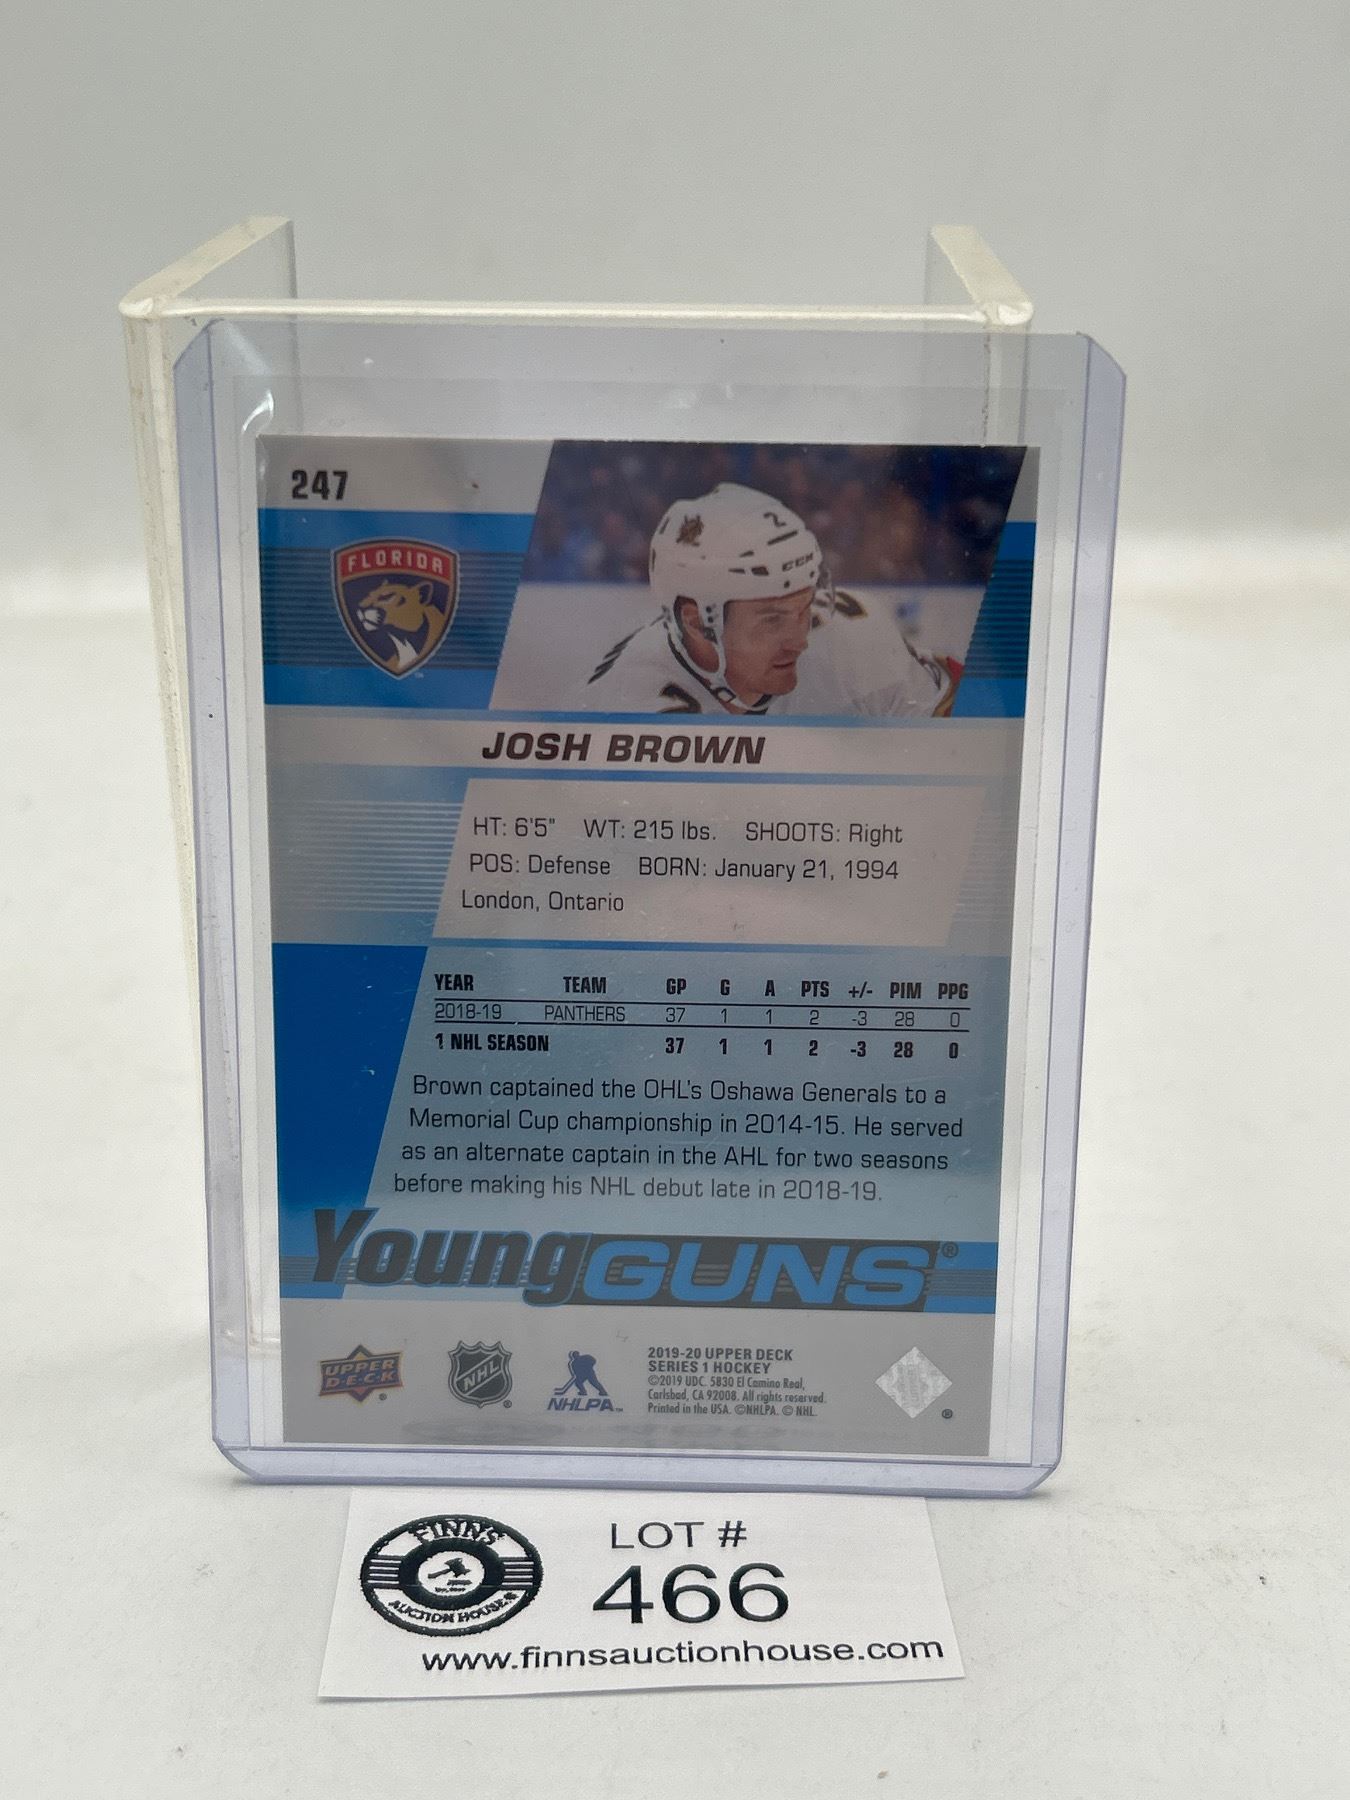 247
FLORIDA
2
CCM
JOSH BROWN
HT: 6'5" WT: 215 lbs. SHOOTS: Right
POS: Defense BORN: January 21, 1994
London, Ontario
YEAR TEAM GP G A PTS +/- PIM PPG
2018-19 PANTHERS 37 1 1 2 -3 28 0
1 NHL SEASON 37 1 1 2 -3 28 0
Brown captained the OHL's Oshawa Generals to a
Memorial Cup championship in 2014-15. He served
as an alternate captain in the AHL for two seasons
before making his NHL debut late in 2018-19.
Young GUNS®
UPPER
D·E·C·K ®
NHL ®
NHLPA™
2019-20 UPPER DECK
SERIES 1 HOCKEY
©2019 UDC. 5830 El Camino Real,
Carlsbad, CA 92008. All rights reserved.
Printed in the USA. ©NHLPA. © NHL.
®
FINNS
AUCTION HOUSE
LOT #
466
www.finnsauctionhouse.com